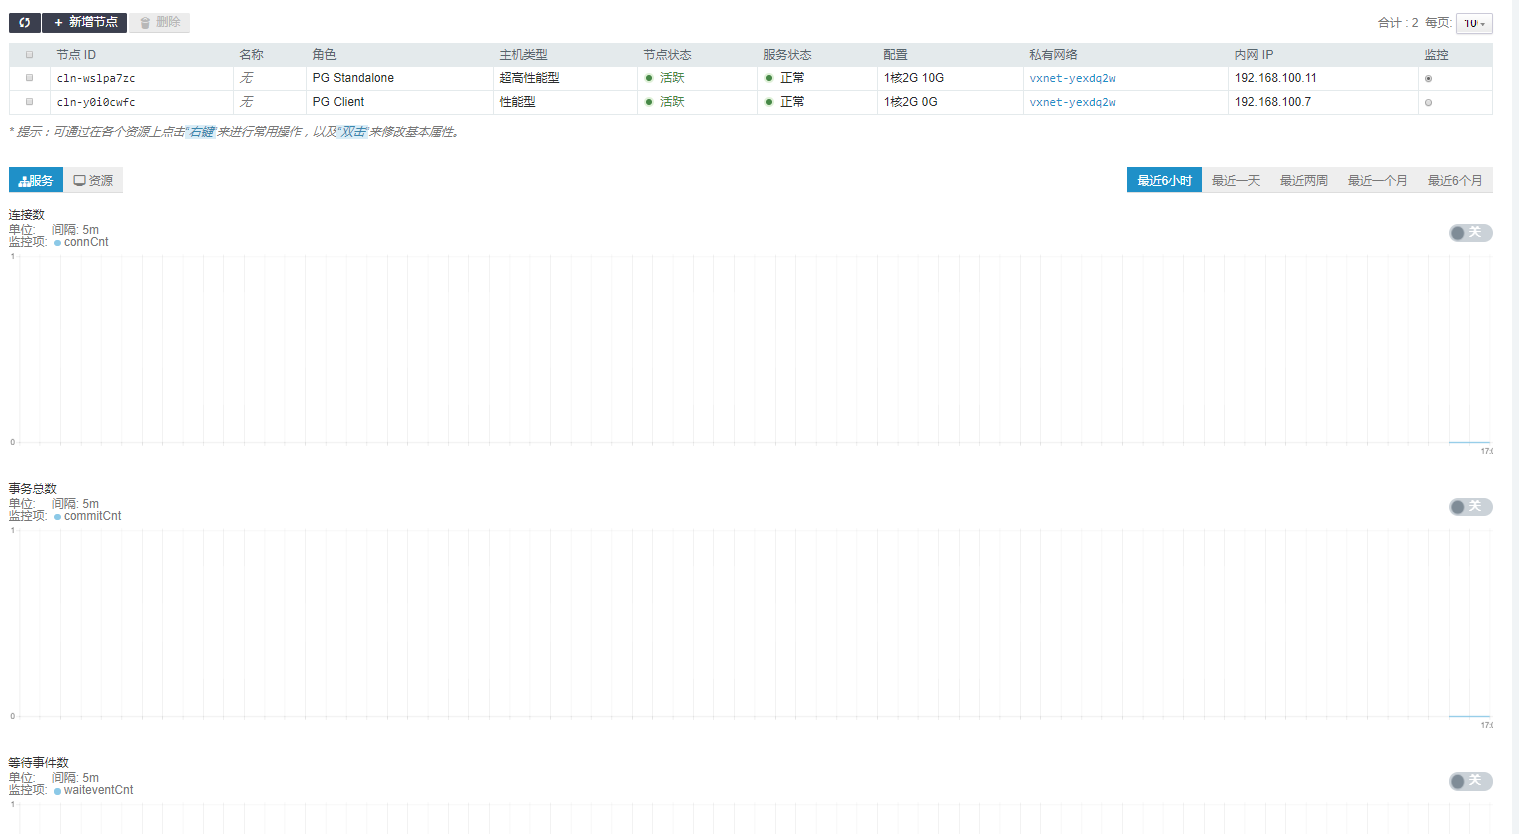 + 新增节点 删除 合计 : 2 每页: 10
节点 ID 名称 角色 主机类型 节点状态 服务状态 配置 私有网络 内网 IP 监控
cln-wslpa7zc 无 PG Standalone 超高性能型 活跃 正常 1核2G 10G vxnet-yexdq2w 192.168.100.11
cln-y0i0cwfc 无 PG Client 性能型 活跃 正常 1核2G 0G vxnet-yexdq2w 192.168.100.7
* 提示：可通过在各个资源上点击“右键”来进行常用操作，以及“双击”来修改基本属性。
服务 资源 最近6小时 最近一天 最近两周 最近一个月 最近6个月
连接数
单位: 间隔: 5m
监控项: connCnt 关
1
0
事务总数
单位: 间隔: 5m
监控项: commitCnt 关
1
0
等待事件数
单位: 间隔: 5m
监控项: waiteventCnt 关
1